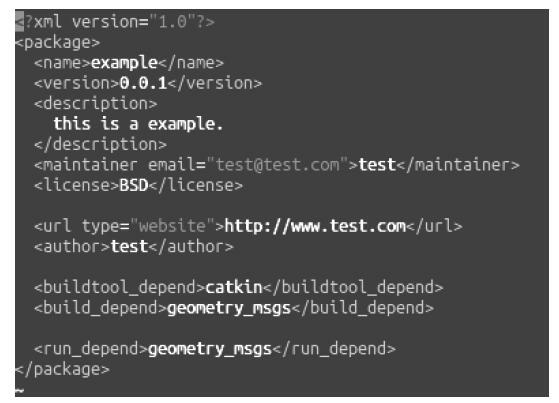 <?xml version="1.0"?>
<package>
  <name>example</name>
  <version>0.0.1</version>
  <description>
    this is a example.
  </description>
  <maintainer email="test@test.com">test</maintainer>
  <license>BSD</license>

  <url type="website">http://www.test.com</url>
  <author>test</author>

  <buildtool_depend>catkin</buildtool_depend>
  <build_depend>geometry_msgs</build_depend>

  <run_depend>geometry_msgs</run_depend>
</package>
~